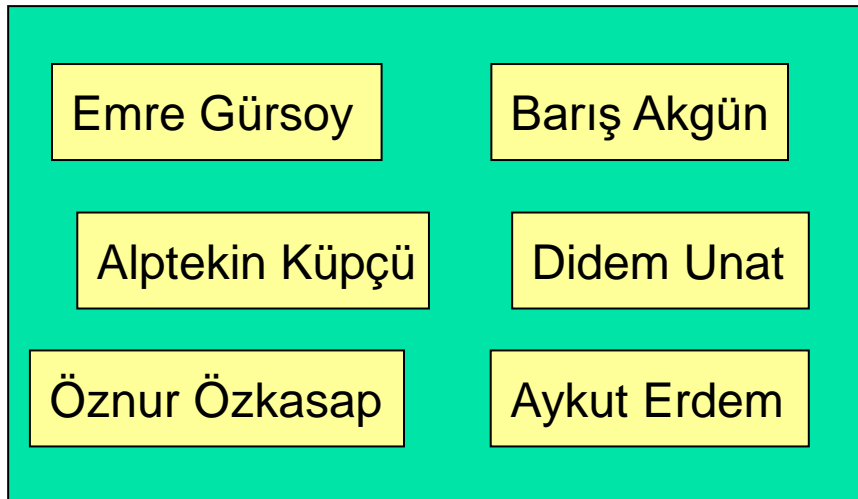 Emre Gürsoy
Barış Akgün
Alptekin Küpçü
Didem Unat
Öznur Özkasap
Aykut Erdem